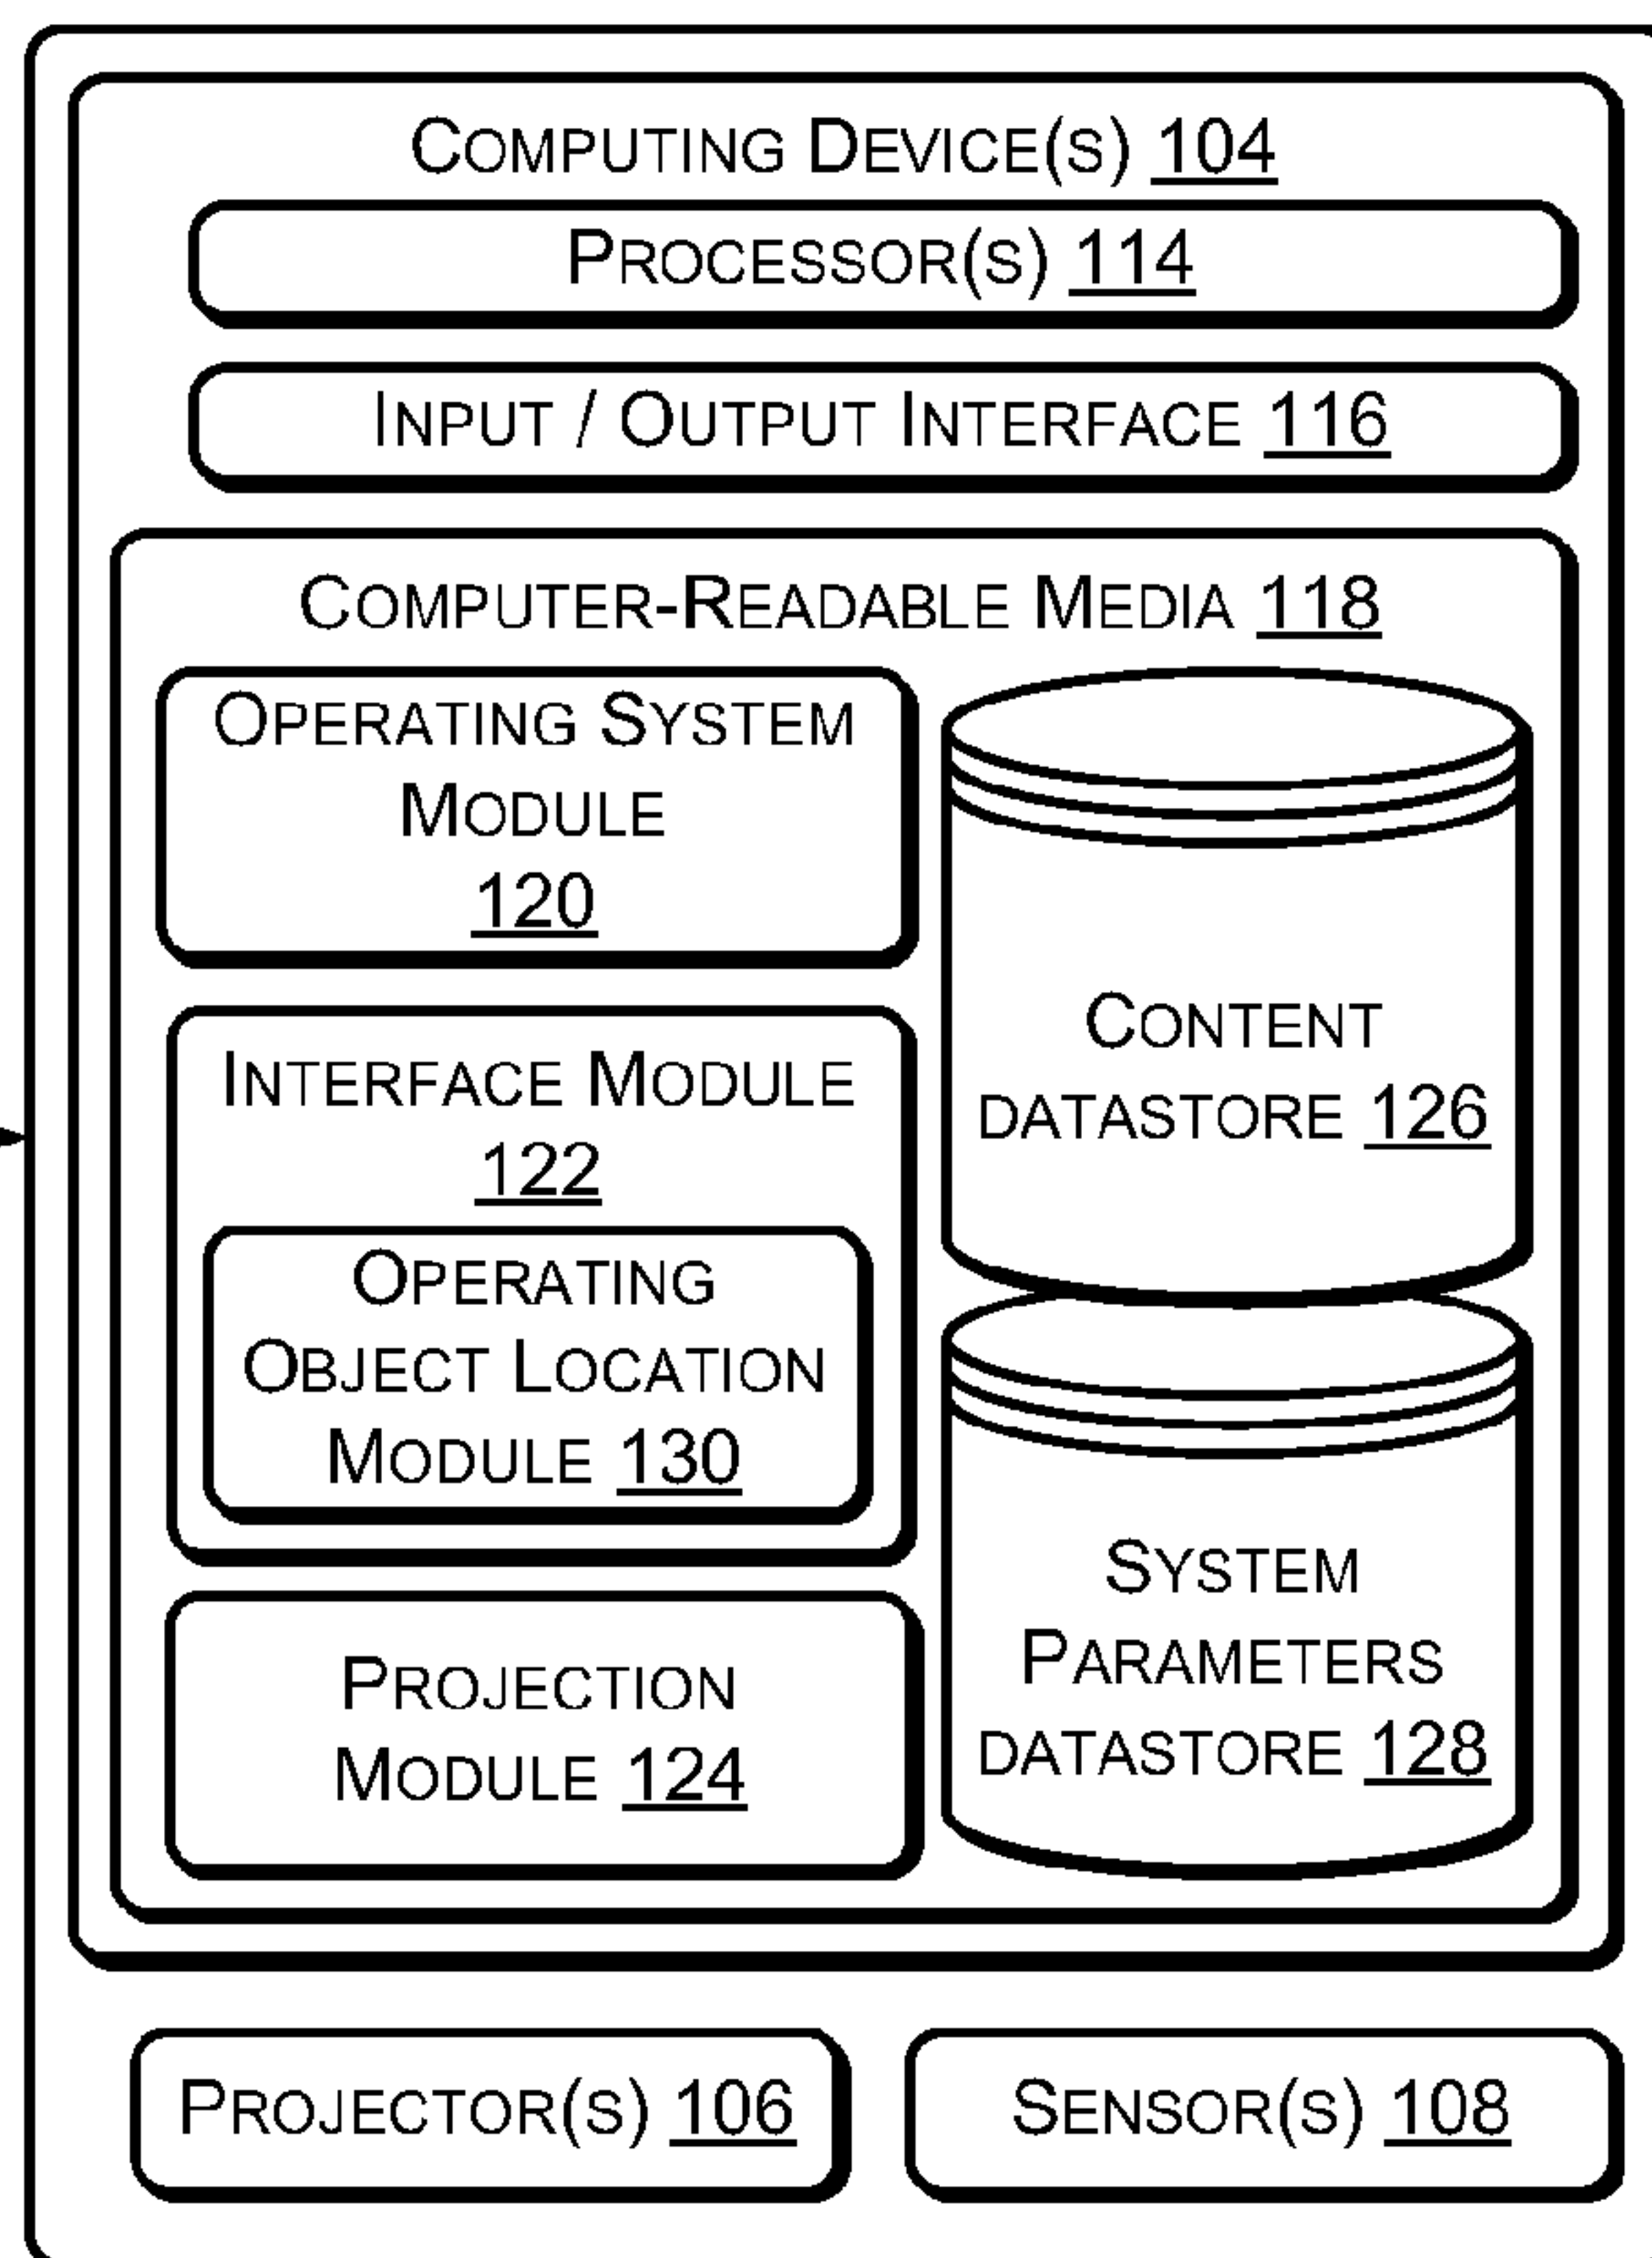 Computing Device(s) 104
Processor(s) 114
Input / Output Interface 116
Computer-Readable Media 118
Operating System
Module
120
Interface Module
122
Operating
Object Location
Module 130
Projection
Module 124
Content
datastore 126
System
Parameters
datastore 128
Projector(s) 106
Sensor(s) 108